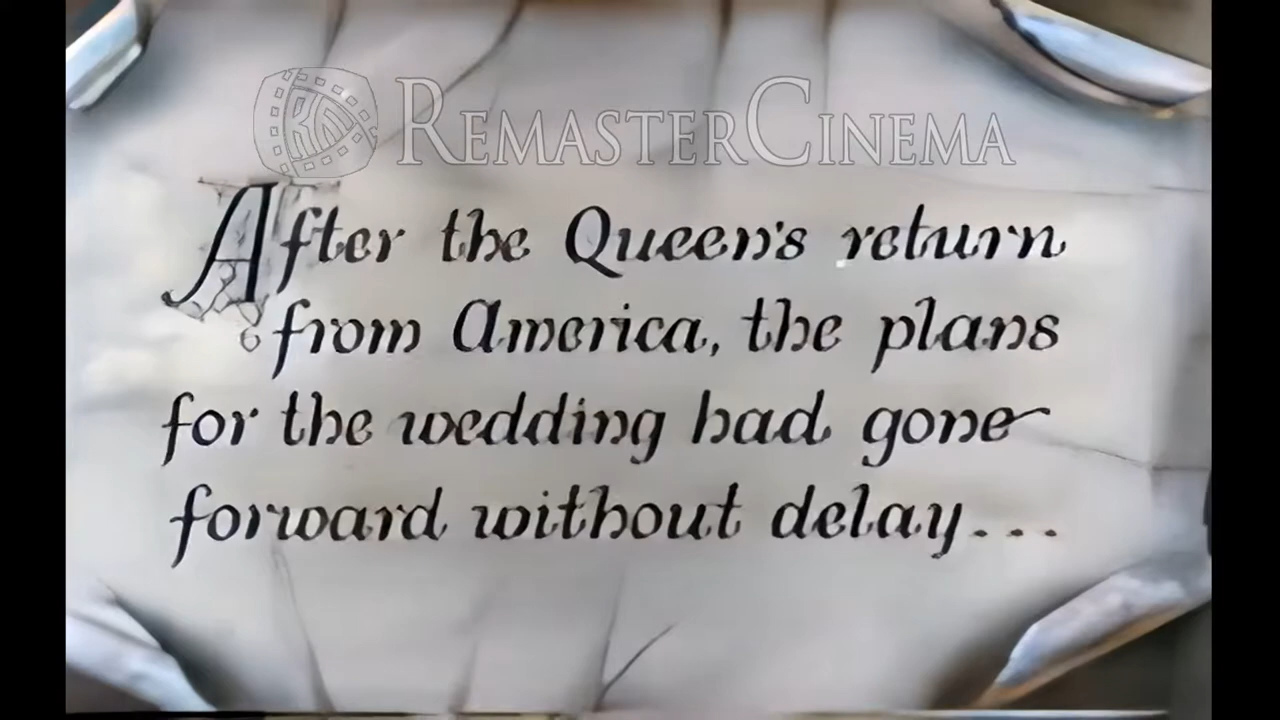 REMASTERCINEMA
After the Queen's return
from America, the plans
for the wedding had gone
forward without delay...